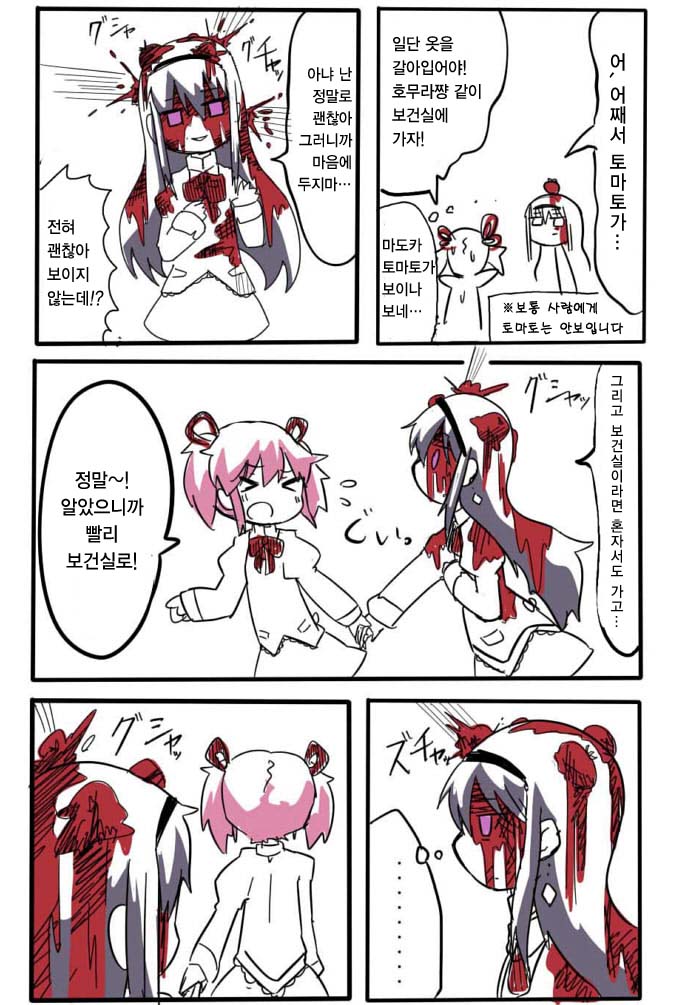 어, 어째서 토마토가…
일단 옷을
갈아입어야!
호무라쨩 같이
보건실에
가자!
마도카
토마토가
보이나
보네…
※보통 사람에게
토마토는 안보입니다
グチャッ
グシャ
아냐 난
정말로
괜찮아
그러니까
마음에
두지마…
전혀
괜찮아
보이지
않는데!?
그리고 보건실이라면 혼자서도 가고…
グシャッ
ぐいっ
정말~!
알았으니까
빨리
보건실로!
ズチャッ
………
グシャッ